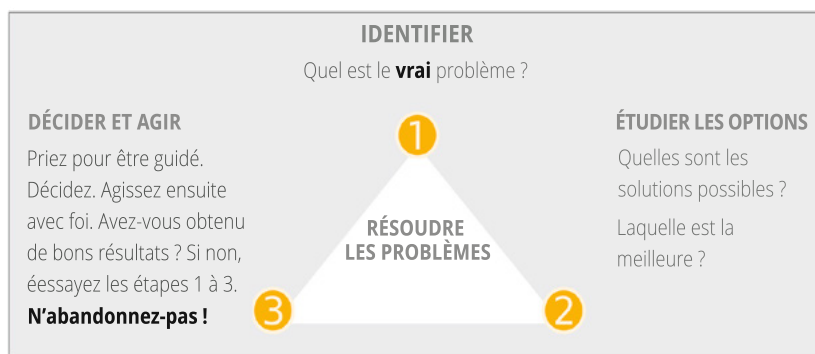 IDENTIFIER
Quel est le vrai problème ?
DÉCIDER ET AGIR
Priez pour être guidé.
Décidez. Agissez ensuite
avec foi. Avez-vous obtenu
de bons résultats ? Si non,
éessayez les étapes 1 à 3.
N’abandonnez-pas !
1
RÉSOUDRE
LES PROBLÈMES
3
2
ÉTUDIER LES OPTIONS
Quelles sont les
solutions possibles ?
Laquelle est la
meilleure ?